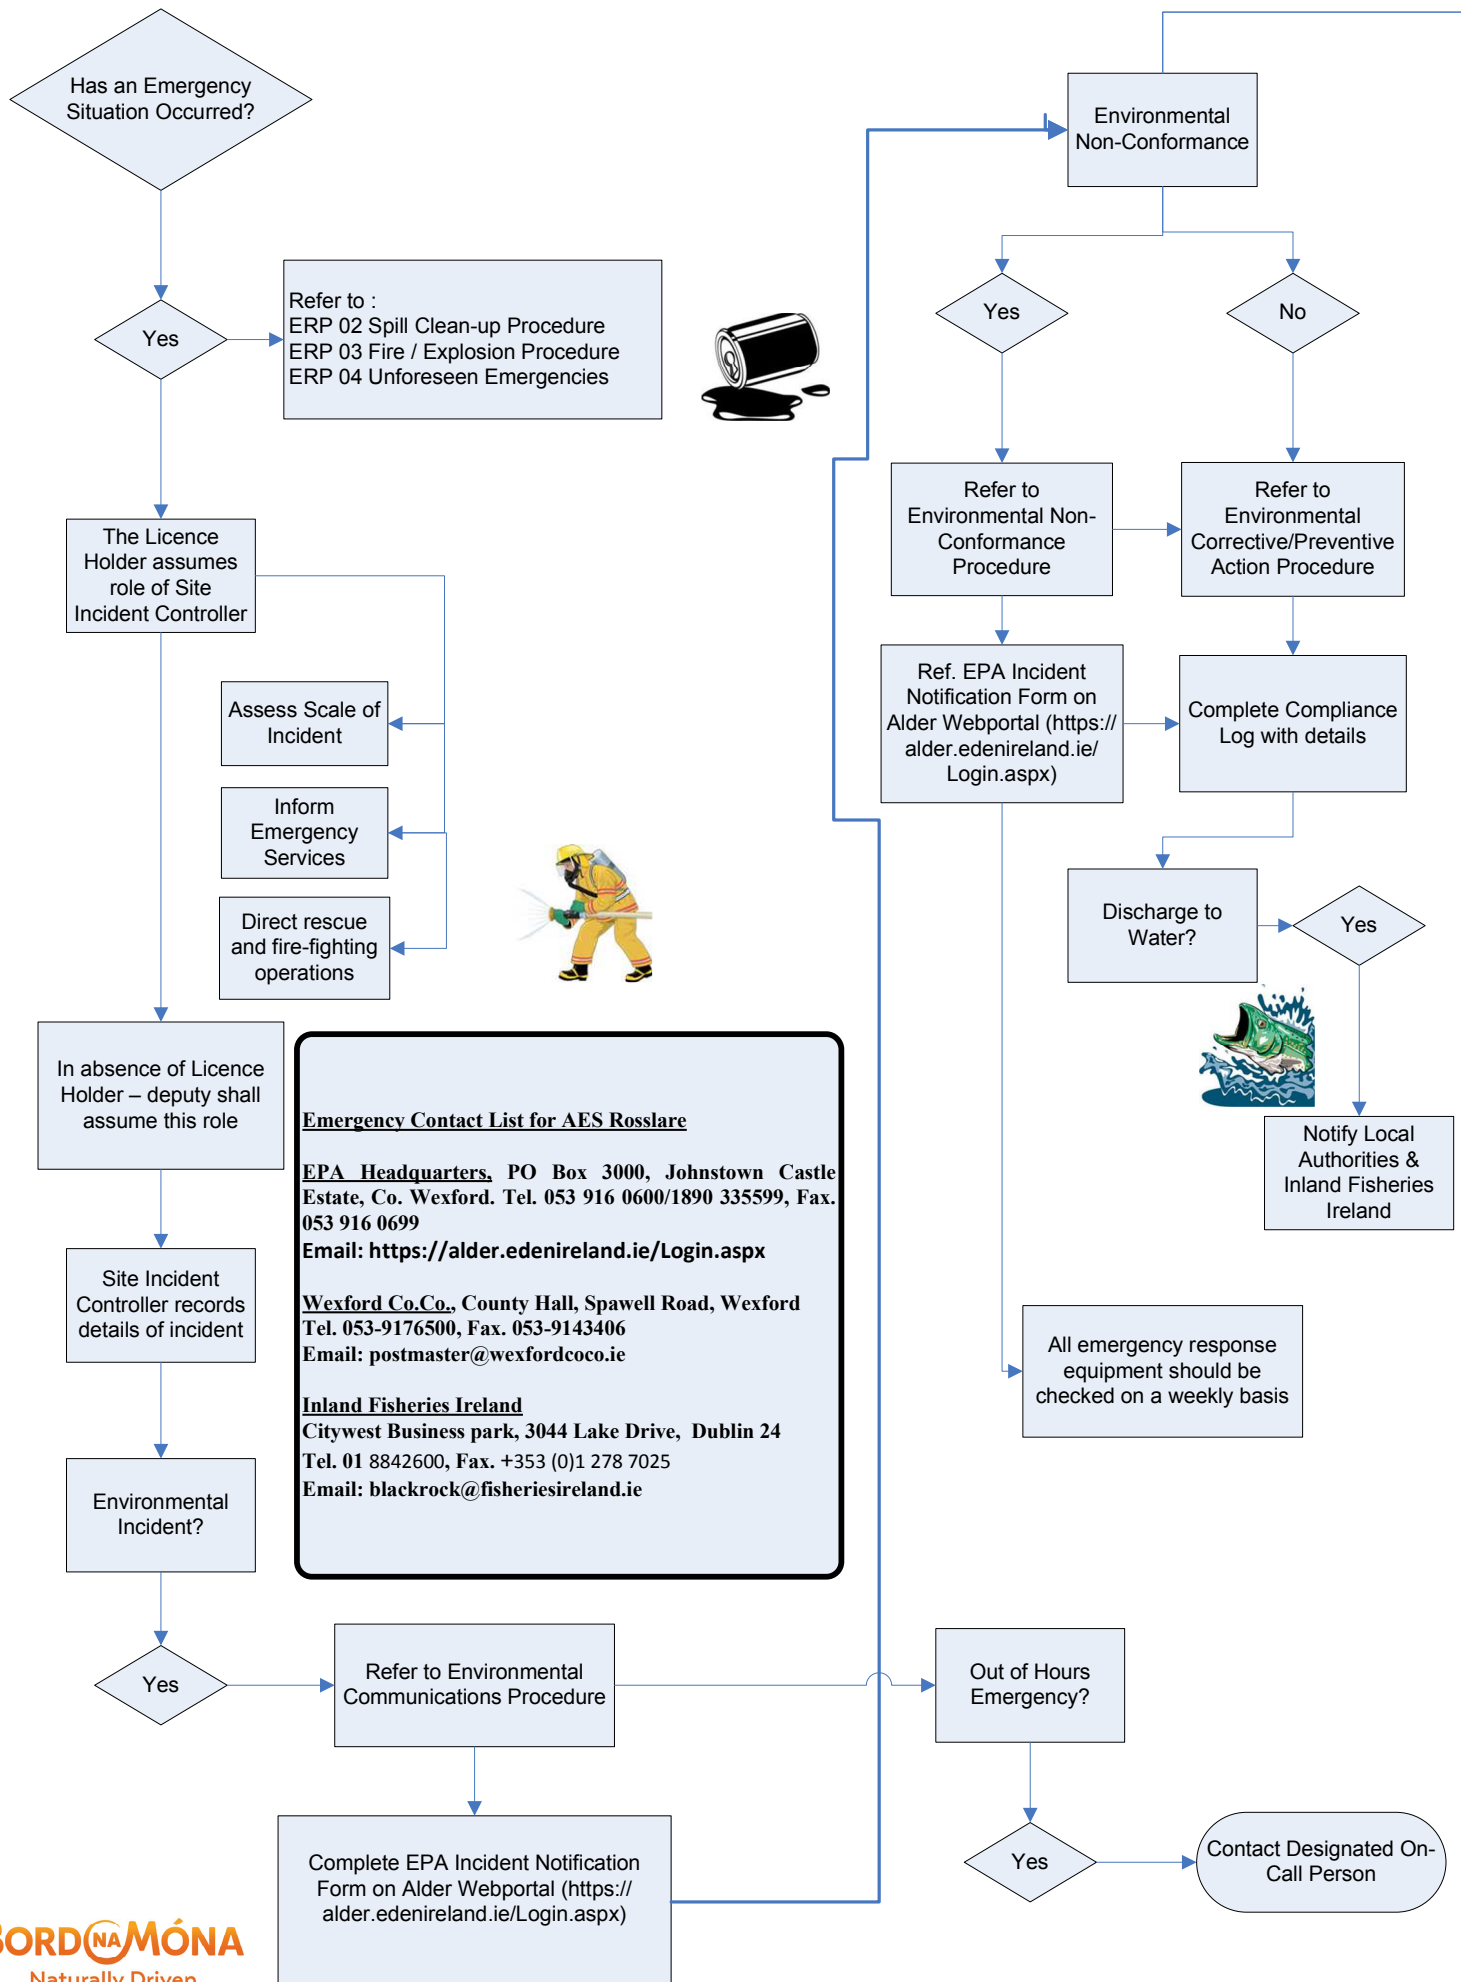 Has an Emergency
Situation Occurred?
Yes
Refer to :
ERP 02 Spill Clean-up Procedure
ERP 03 Fire / Explosion Procedure
ERP 04 Unforeseen Emergencies
The Licence
Holder assumes
role of Site
Incident Controller
Assess Scale of
Incident
Inform
Emergency
Services
Direct rescue
and fire-fighting
operations
In absence of Licence
Holder – deputy shall
assume this role
Site Incident
Controller records
details of incident
Environmental
Incident?
Yes
Emergency Contact List for AES Rosslare
EPA Headquarters, PO Box 3000, Johnstown Castle
Estate, Co. Wexford. Tel. 053 916 0600/1890 335599, Fax.
053 916 0699
Email: https://alder.edenireland.ie/Login.aspx
Wexford Co.Co., County Hall, Spawell Road, Wexford
Tel. 053-9176500, Fax. 053-9143406
Email: postmaster@wexfordcoco.ie
Inland Fisheries Ireland
Citywest Business park, 3044 Lake Drive, Dublin 24
Tel. 01 8842600, Fax. +353 (0)1 278 7025
Email: blackrock@fisheriesireland.ie
Refer to Environmental
Communications Procedure
Complete EPA Incident Notification
Form on Alder Webportal (https://
alder.edenireland.ie/Login.aspx)
Out of Hours
Emergency?
Yes
Contact Designated On-
Call Person
Environmental
Non-Conformance
Yes
No
Refer to
Environmental Non-
Conformance
Procedure
Refer to
Environmental
Corrective/Preventive
Action Procedure
Ref. EPA Incident
Notification Form on
Alder Webportal (https://
alder.edenireland.ie/
Login.aspx)
Complete Compliance
Log with details
Discharge to
Water?
Yes
Notify Local
Authorities &
Inland Fisheries
Ireland
All emergency response
equipment should be
checked on a weekly basis
BORD NA MÓNA
Naturally Driven